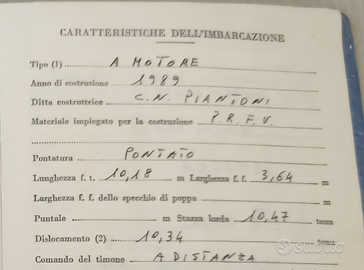 CARATTERISTICHE DELL'IMBARCAZIONE
Tipo (1) A MOTORE
Anno di costruzione 1989
Ditta costruttrice C.N. PIANTONI
Materiale impiegato per la costruzione P.R.F.V.
Pontatura PONTATO
Lunghezza f. t. 10,18 m Larghezza f. f. 3,64 m
Larghezza f. f. dello specchio di poppa m
Puntale m Stazza lorda 10,47 tonn
Dislocamento (2) 10,34 tonn
Comando del timone A DISTANZA
subito